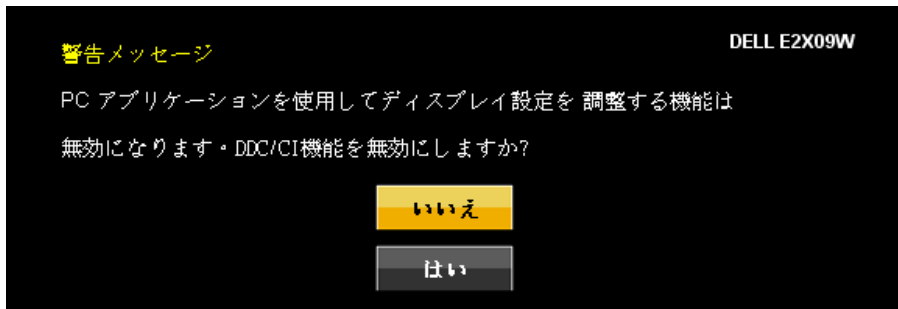 DELL E2X09W
警告メッセージ
PC アプリケーションを使用してディスプレイ設定を 調整する機能は
無効になります。DDC/CI機能を無効にしますか?
いいえ
はい